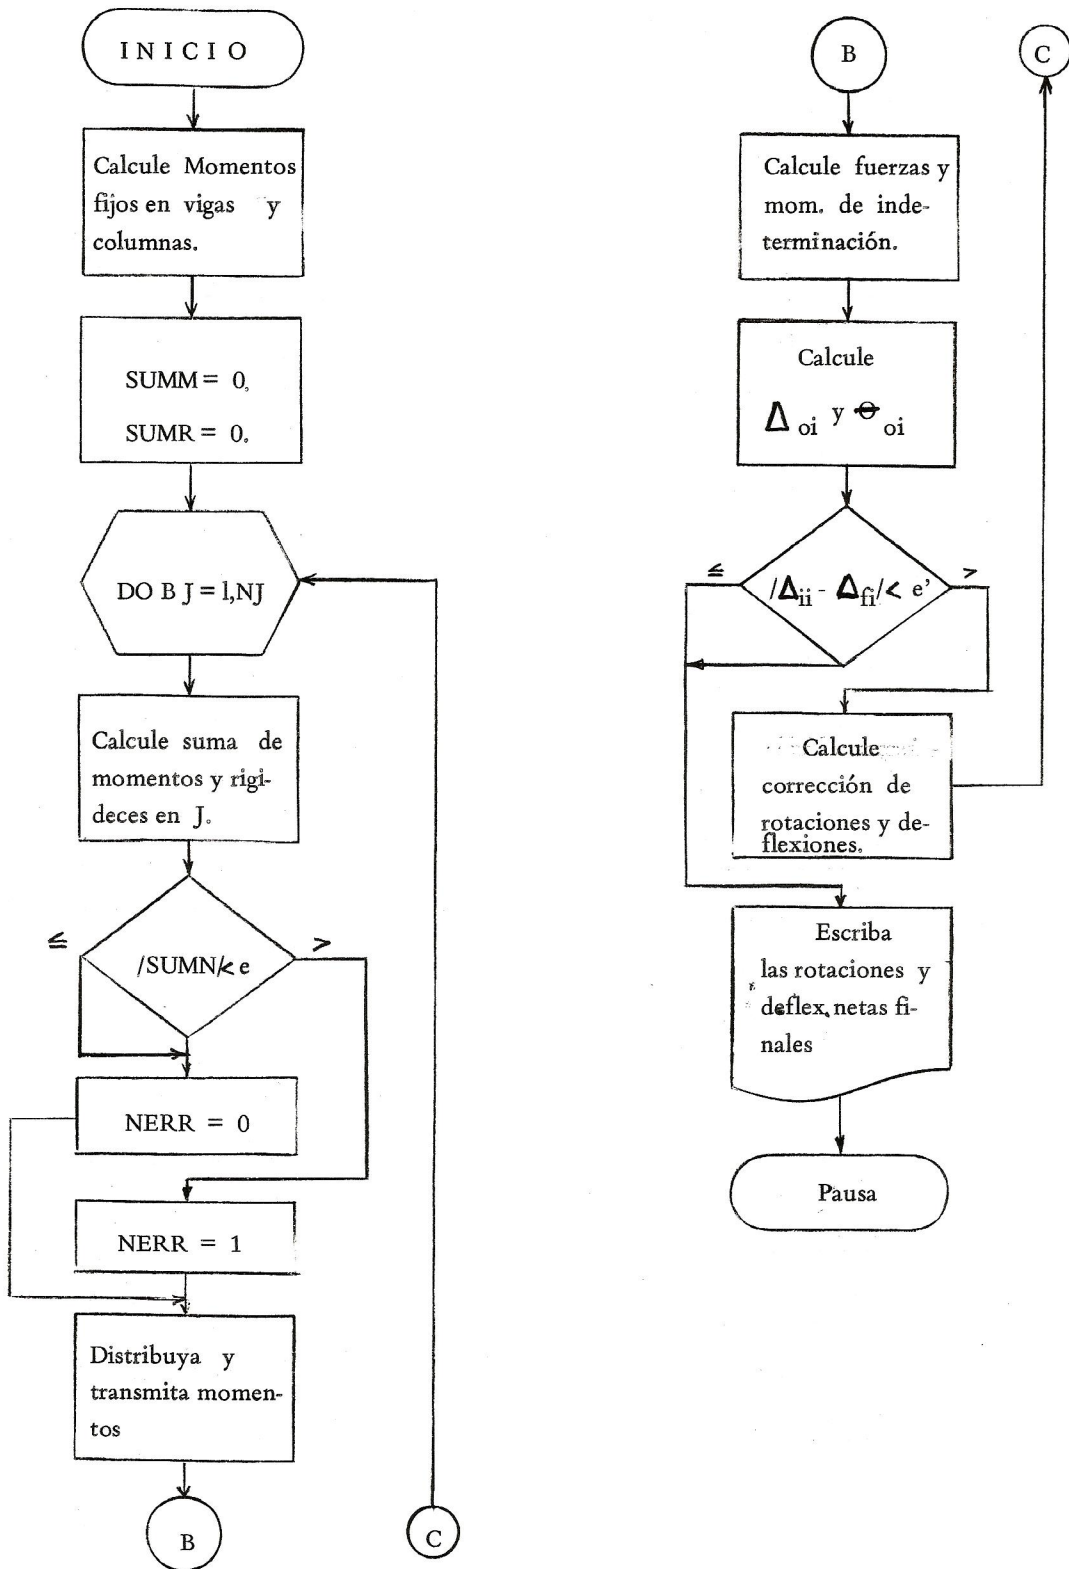 INICIO
Calcule Momentos
fijos en vigas y
columnas.
SUMM = 0.
SUMR = 0.
DO B J = l,NJ
Calcule suma de
momentos y rigi-
deces en J.
≤
/SUMN/< e
>
NERR = 0
NERR = 1
Distribuya y
transmita momen-
tos
B
C
B
C
Calcule fuerzas y
mom. de inde-
terminación.
Calcule
Δoi y ϴoi
≤
/Δii - Δfi/< e’
>
Calcule
corrección de
rotaciones y de-
flexiones.
Escriba
las rotaciones y
deflex. netas fi-
nales
Pausa